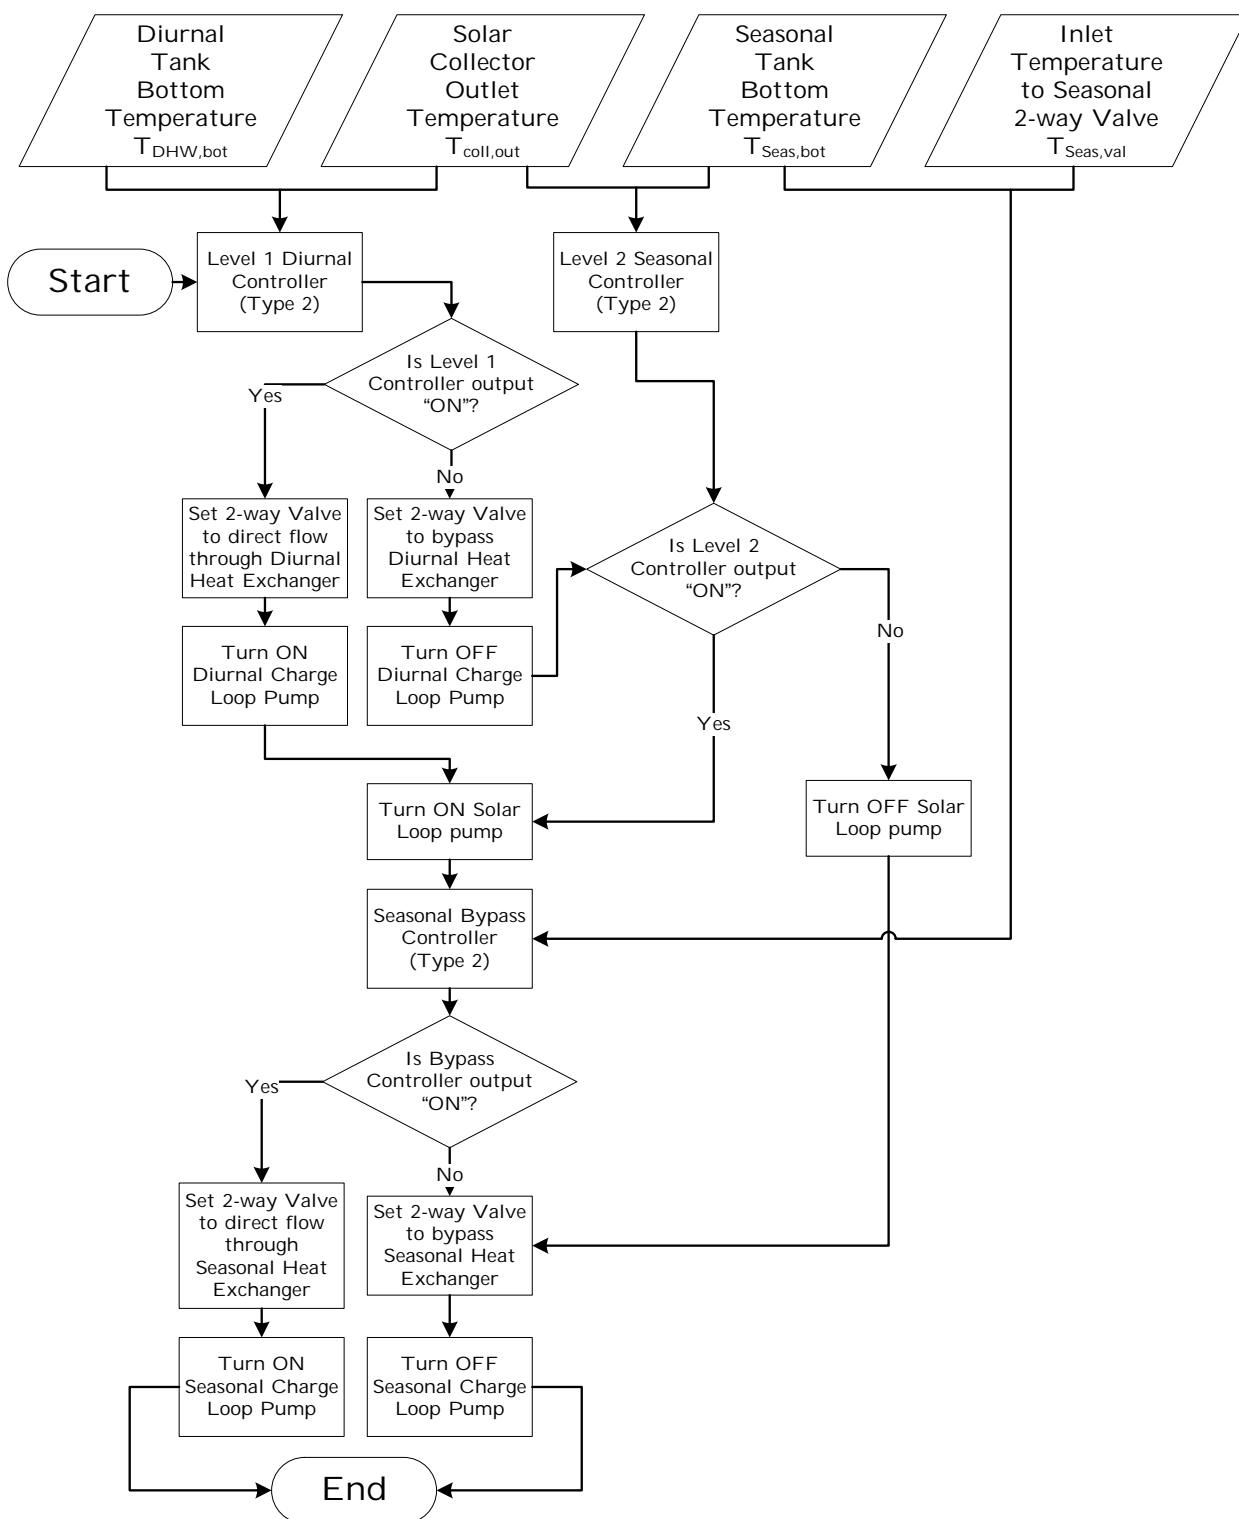 Diurnal
Tank
Bottom
Temperature
T_DHW,bot
Solar
Collector
Outlet
Temperature
T_coll,out
Seasonal
Tank
Bottom
Temperature
T_Seas,bot
Inlet
Temperature
to Seasonal
2-way Valve
T_Seas,val
Start
Level 1 Diurnal
Controller
(Type 2)
Level 2 Seasonal
Controller
(Type 2)
Is Level 1
Controller output
“ON”?
Yes
No
Set 2-way Valve
to direct flow
through Diurnal
Heat Exchanger
Set 2-way Valve
to bypass
Diurnal Heat
Exchanger
Is Level 2
Controller output
“ON”?
No
Yes
Turn ON
Diurnal Charge
Loop Pump
Turn OFF
Diurnal Charge
Loop Pump
Turn ON Solar
Loop pump
Turn OFF Solar
Loop pump
Seasonal Bypass
Controller
(Type 2)
Is Bypass
Controller output
“ON”?
Yes
No
Set 2-way Valve
to direct flow
through
Seasonal Heat
Exchanger
Set 2-way Valve
to bypass
Seasonal Heat
Exchanger
Turn ON
Seasonal Charge
Loop Pump
Turn OFF
Seasonal Charge
Loop Pump
End